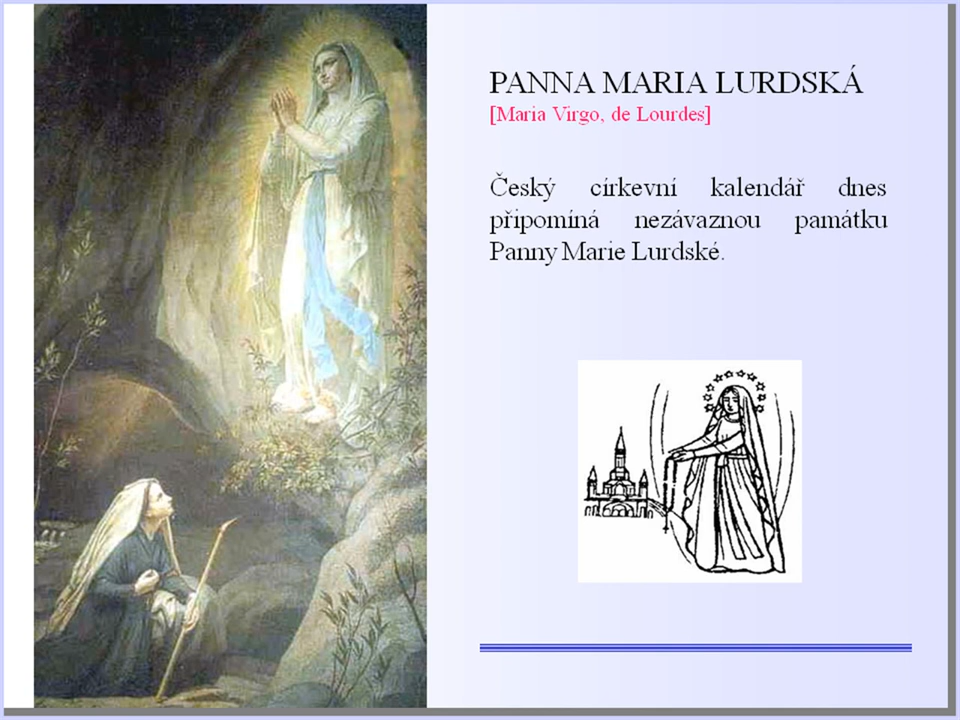 PANNA MARIA LURDSKÁ
[Maria Virgo, de Lourdes]
Český církevní kalendář dnes
připomíná nezávaznou památku
Panny Marie Lurdské.